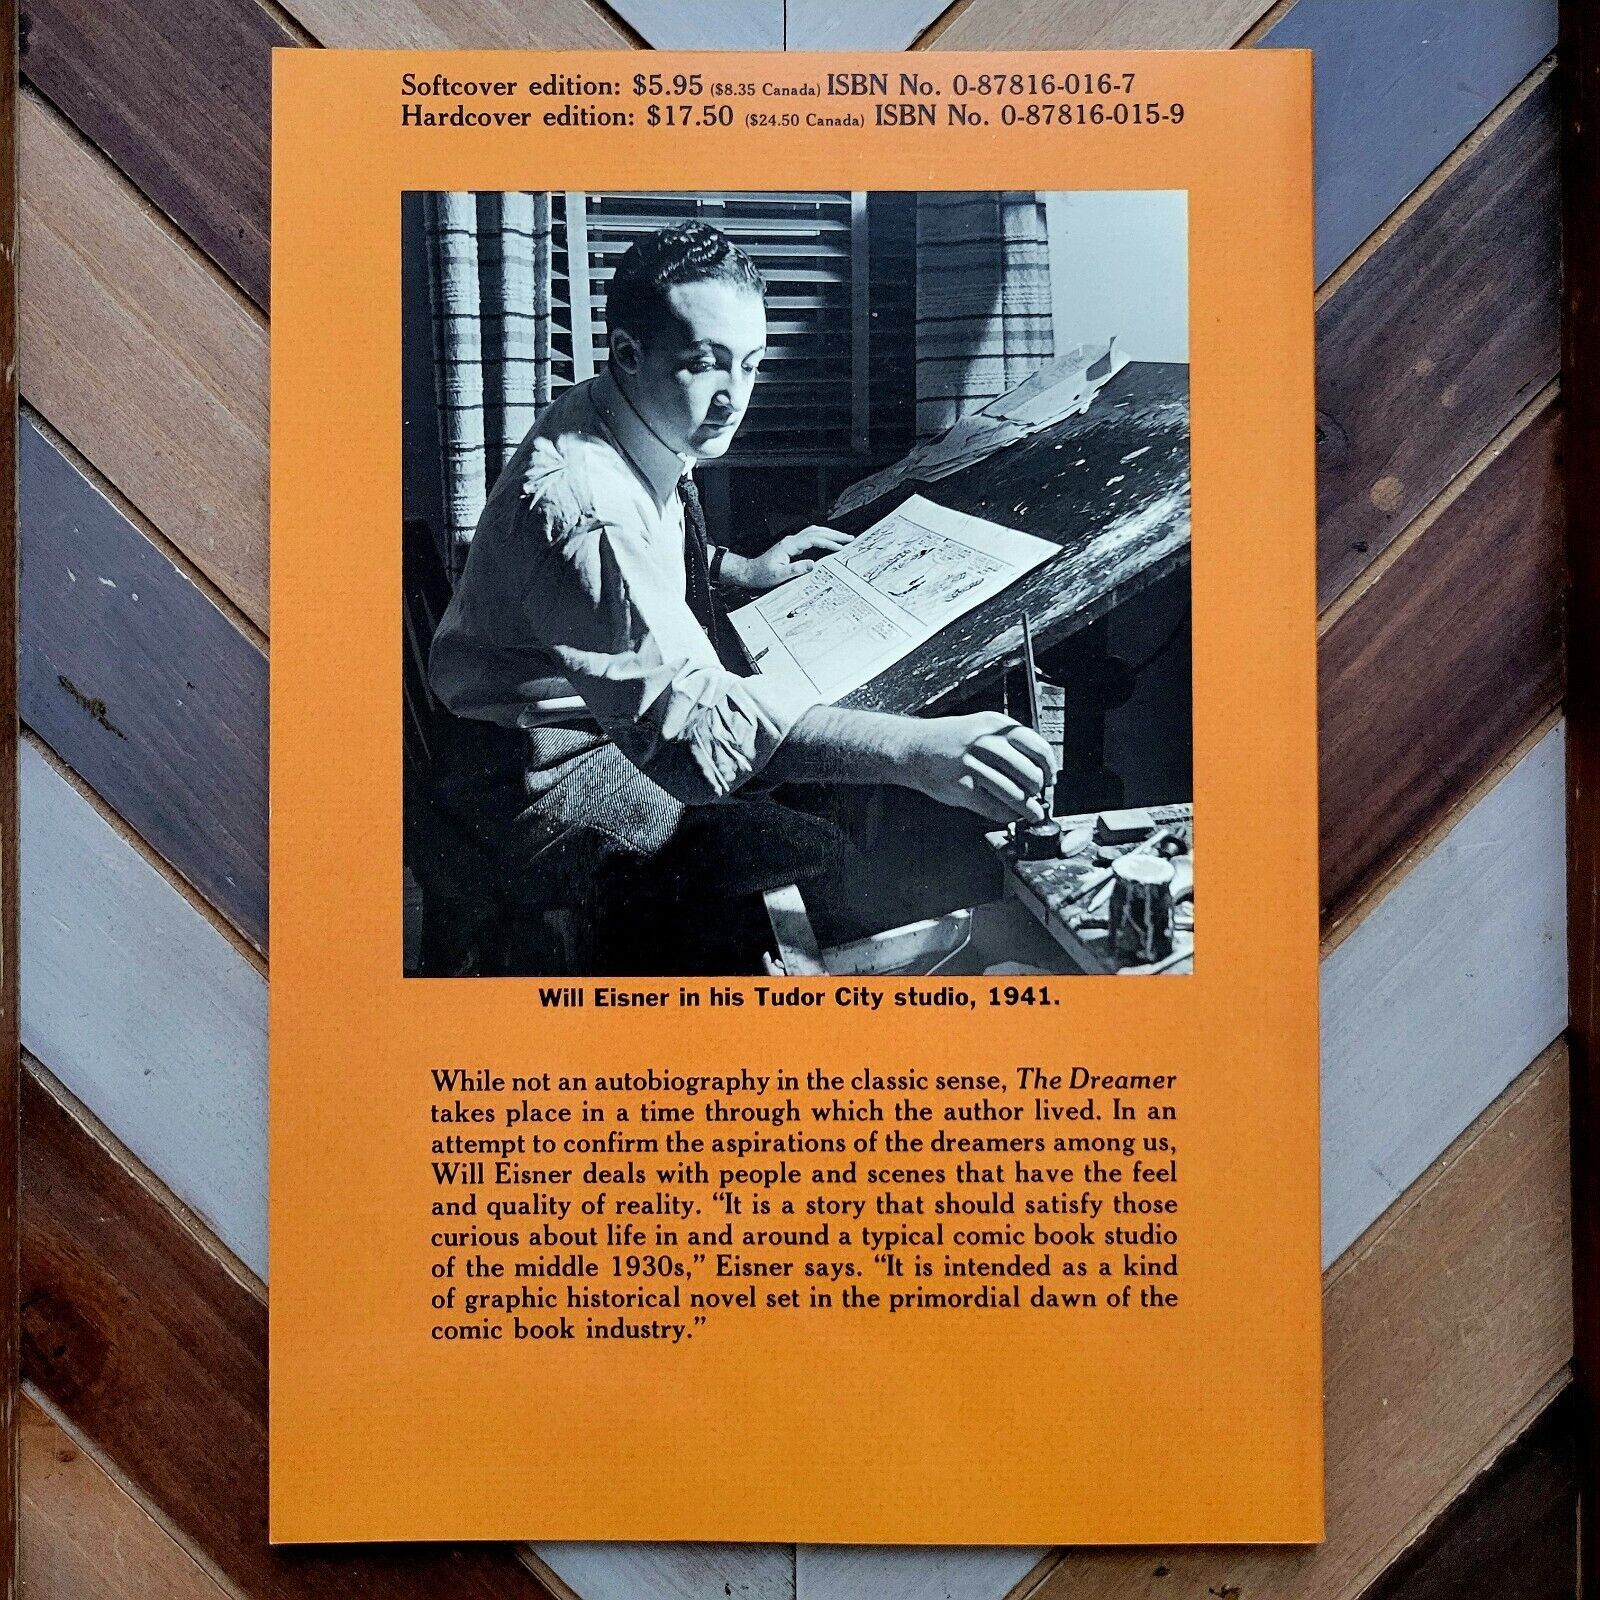 Softcover edition: $5.95 ($8.35 Canada) ISBN No. 0-87816-016-7
Hardcover edition: $17.50 ($24.50 Canada) ISBN No. 0-87816-015-9
Will Eisner in his Tudor City studio, 1941.
While not an autobiography in the classic sense, The Dreamer
takes place in a time through which the author lived. In an
attempt to confirm the aspirations of the dreamers among us,
Will Eisner deals with people and scenes that have the feel
and quality of reality. “It is a story that should satisfy those
curious about life in and around a typical comic book studio
of the middle 1930s,” Eisner says. “It is intended as a kind
of graphic historical novel set in the primordial dawn of the
comic book industry.”